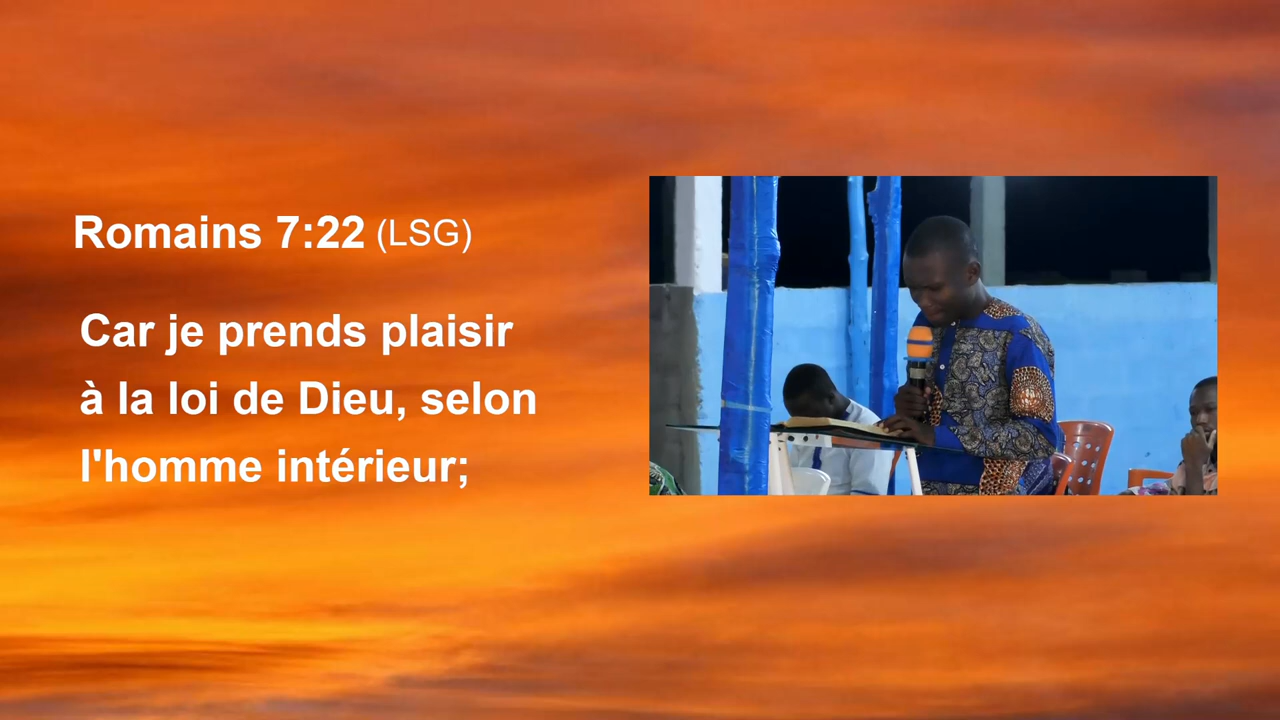 Romains 7:22 (LSG)
Car je prends plaisir
à la loi de Dieu, selon
l'homme intérieur;